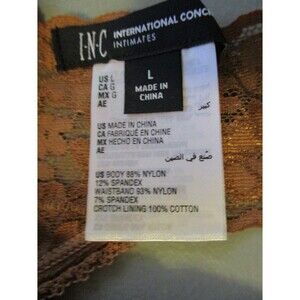 I·N·C INTERNATIONAL CONC
INTIMATES
US L
CA G
MX G
AE
L
MADE IN
CHINA
كبير
US MADE IN CHINA
CA FABRIQUÉ EN CHINE
MX HECHO EN CHINA
AE
صنع في الصين
US BODY 88% NYLON
12% SPANDEX
WAISTBAND 93% NYLON
7% SPANDEX
CROTCH LINING 100% COTTON